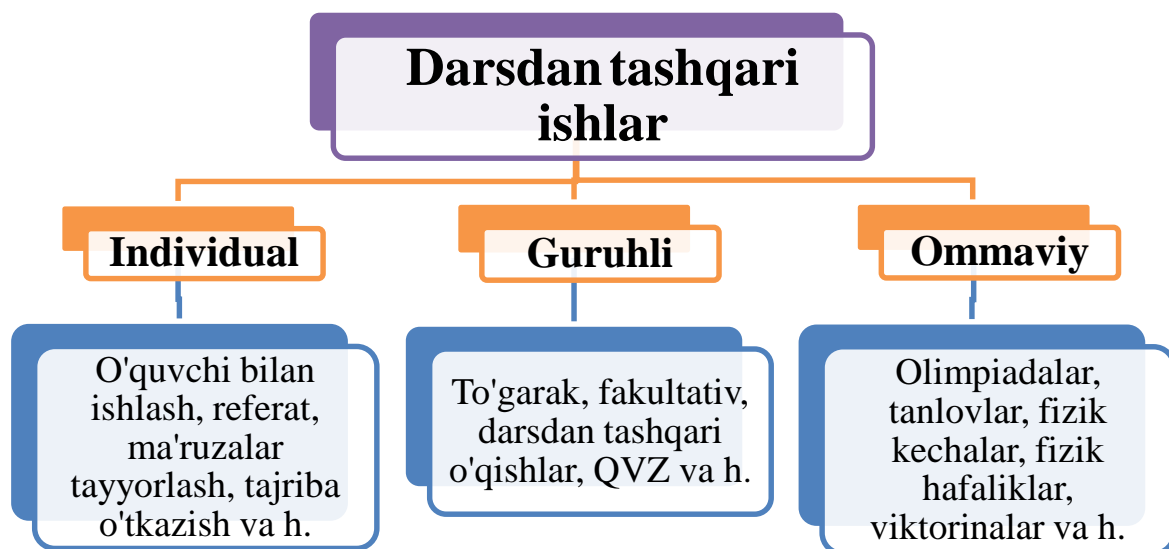 Darsdan tashqari
ishlar
Individual
Guruhli
Ommaviy
O'quvchi bilan
ishlash, referat,
ma'ruzalar
tayyorlash, tajriba
o'tkazish va h.
To'garak, fakultativ,
darsdan tashqari
o'qishlar, QVZ va h.
Olimpiadalar,
tanlovlar, fizik
kechalar, fizik
hafaliklar,
viktorinalar va h.